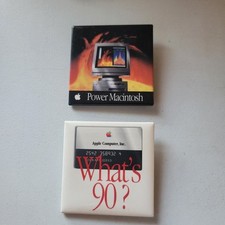 Power Macintosh
Apple Computer, Inc.
What's
90?